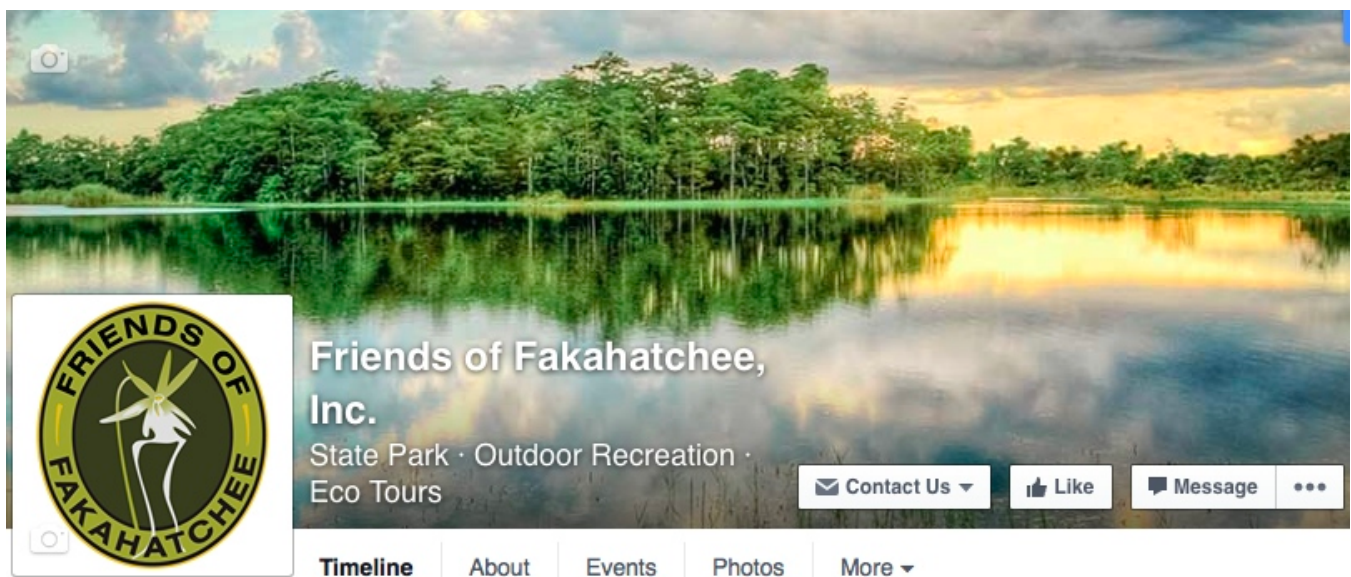 FRIENDS OF
FAKAHATCHEE
Friends of Fakahatchee,
Inc.
State Park · Outdoor Recreation ·
Eco Tours
Contact Us
Like
Message
Timeline
About
Events
Photos
More